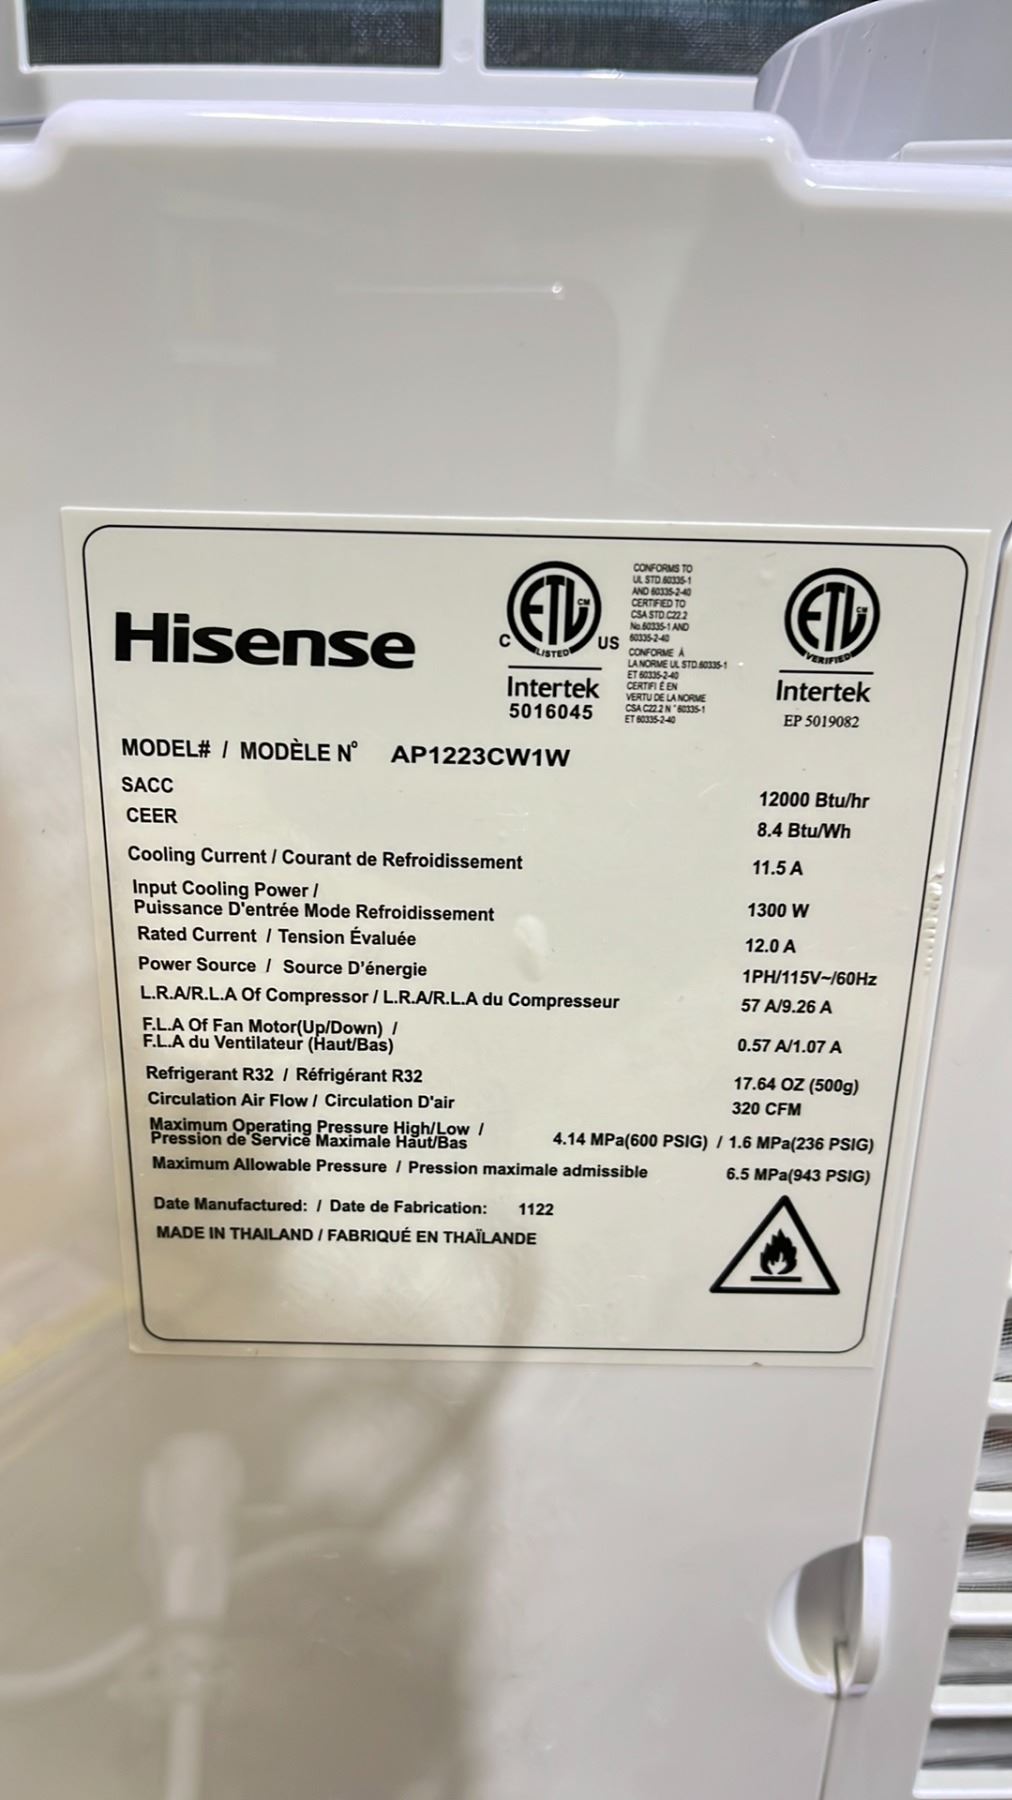 Hisense
C ETL CM US
LISTED
Intertek
5016045
CONFORMS TO
UL STD.60335-1
AND 60335-2-40
CERTIFIED TO
CSA STD.C22.2
No.60335-1 AND
60335-2-40
CONFORME À
LA NORME UL STD.60335-1
ET 60335-2-40
CERTIFI É EN
VERTU DE LA NORME
CSA C22.2 N ° 60335-1
ET 60335-2-40
ETL CM
VERIFIED
Intertek
EP 5019082
MODEL# / MODÈLE N° AP1223CW1W
SACC 12000 Btu/hr
CEER 8.4 Btu/Wh
Cooling Current / Courant de Refroidissement 11.5 A
Input Cooling Power /
Puissance D'entrée Mode Refroidissement 1300 W
Rated Current / Tension Évaluée 12.0 A
Power Source / Source D'énergie 1PH/115V~/60Hz
L.R.A/R.L.A Of Compressor / L.R.A/R.L.A du Compresseur 57 A/9.26 A
F.L.A Of Fan Motor(Up/Down) /
F.L.A du Ventilateur (Haut/Bas) 0.57 A/1.07 A
Refrigerant R32 / Réfrigérant R32 17.64 OZ (500g)
Circulation Air Flow / Circulation D'air 320 CFM
Maximum Operating Pressure High/Low /
Pression de Service Maximale Haut/Bas 4.14 MPa(600 PSIG) / 1.6 MPa(236 PSIG)
Maximum Allowable Pressure / Pression maximale admissible 6.5 MPa(943 PSIG)
Date Manufactured: / Date de Fabrication: 1122
MADE IN THAILAND / FABRIQUÉ EN THAÏLANDE